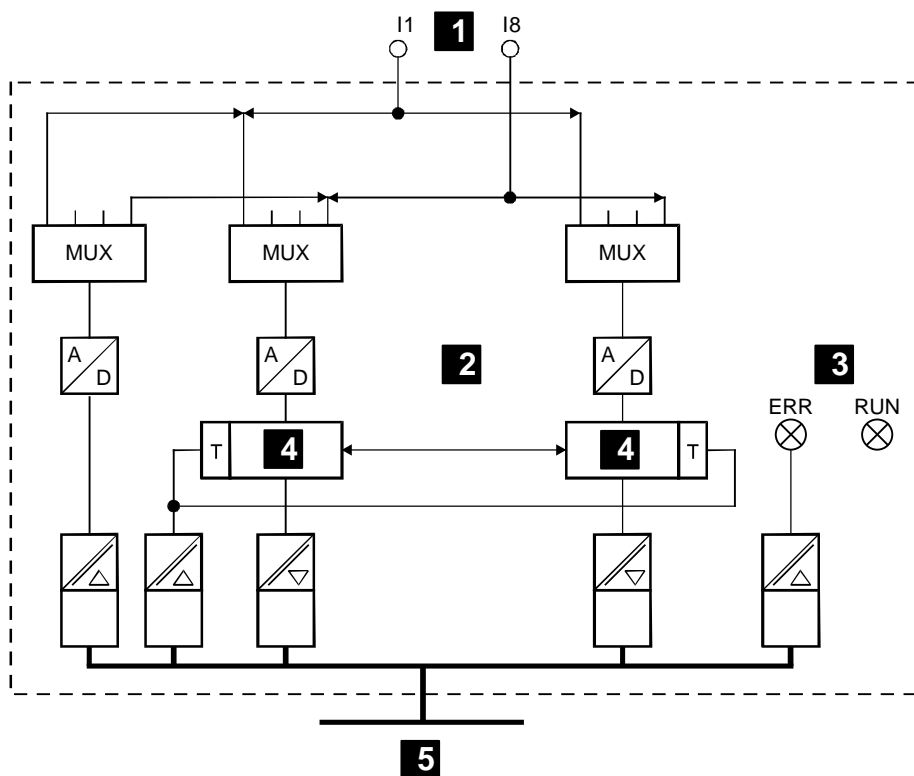 I1 1 I8
MUX MUX MUX
A/D A/D 2 A/D 3
ERR RUN
T 4 4 T
5